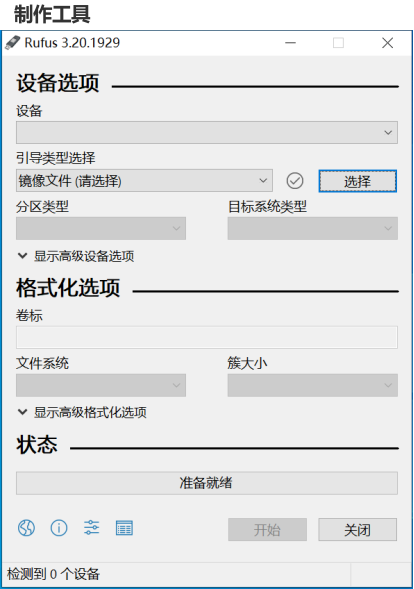 制作工具
Rufus 3.20.1929
设备选项
设备
引导类型选择
镜像文件 (请选择)
选择
分区类型
目标系统类型
显示高级设备选项
格式化选项
卷标
文件系统
簇大小
显示高级格式化选项
状态
准备就绪
开始
关闭
检测到 0 个设备